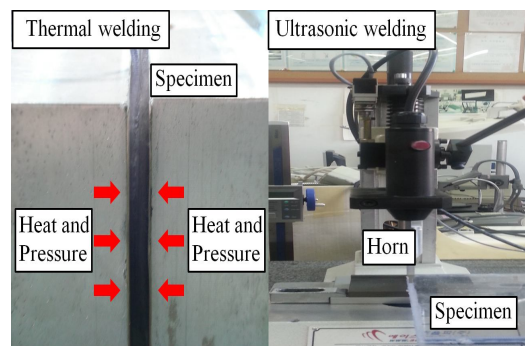 Thermal welding
Specimen
Heat and
Pressure
Heat and
Pressure
Ultrasonic welding
Horn
Specimen